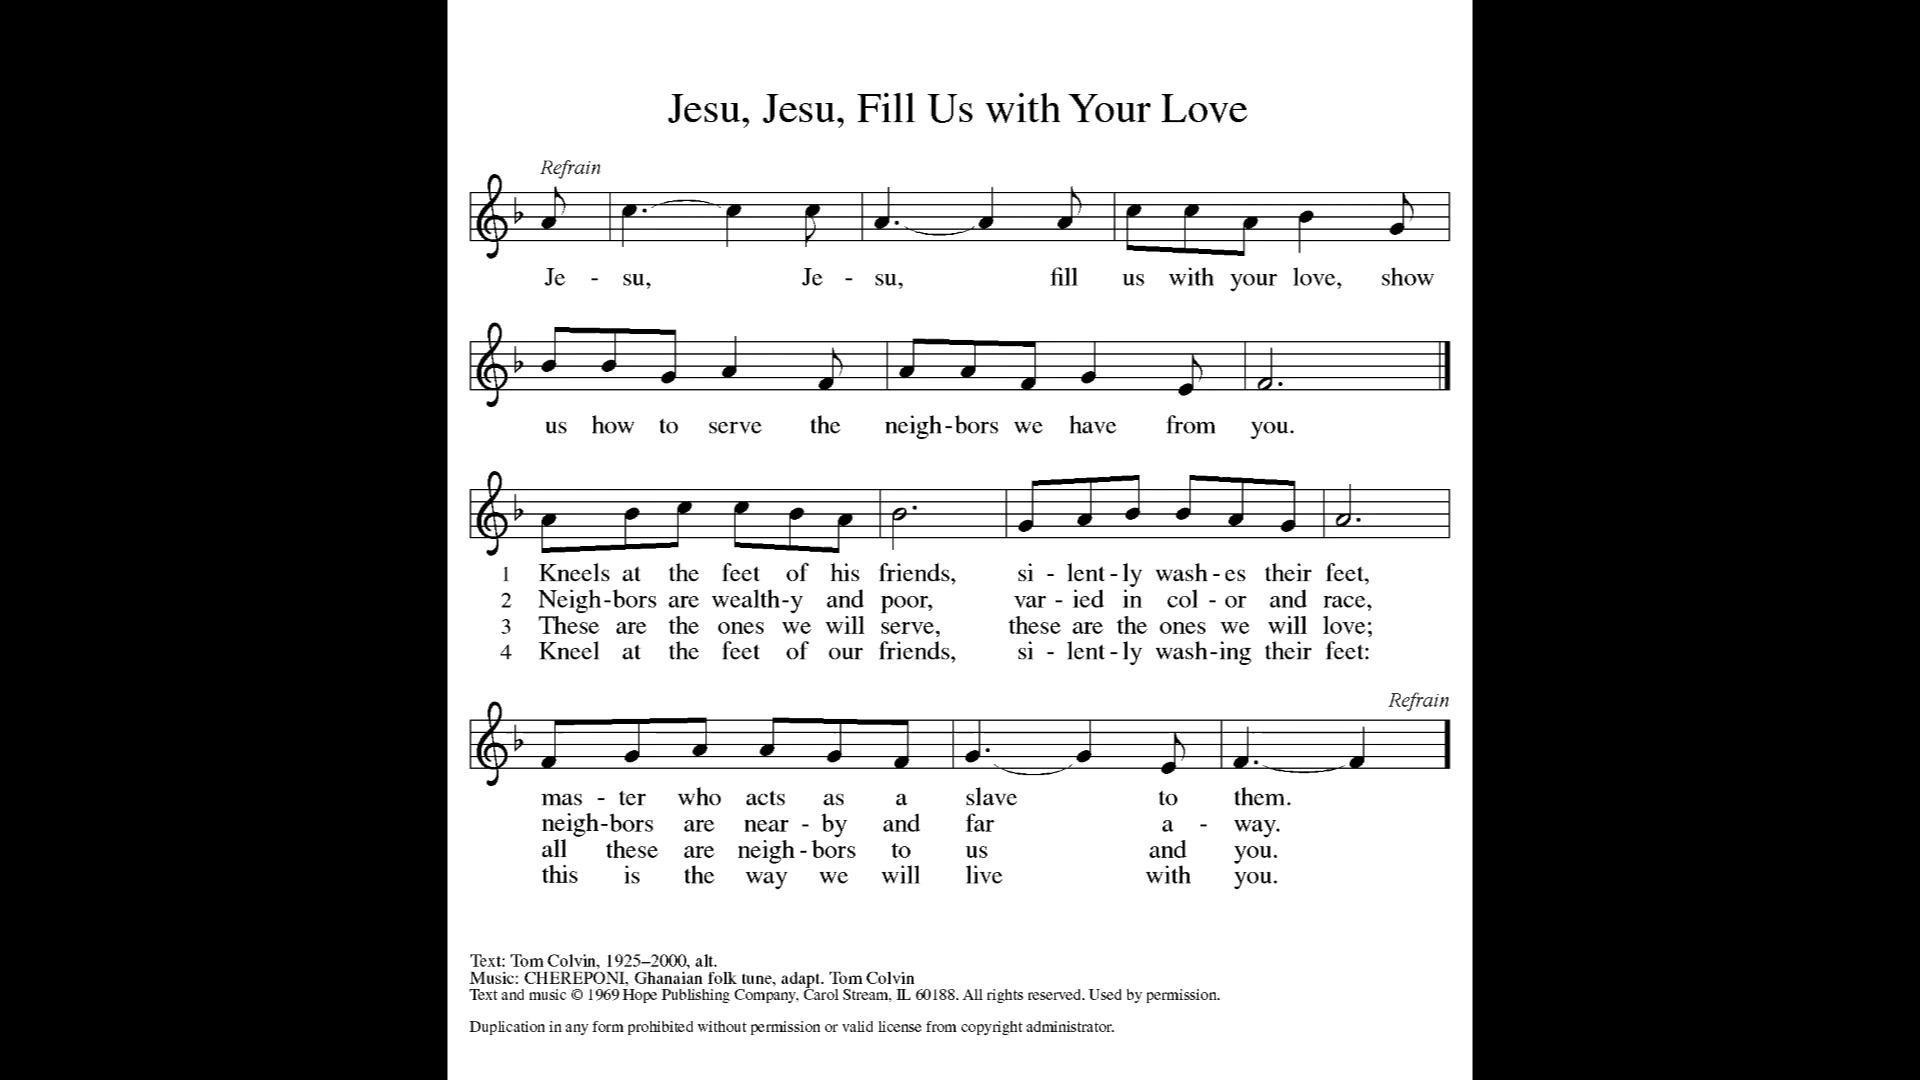 Jesu, Jesu, Fill Us with Your Love
Refrain
Je - su, Je - su, fill us with your love, show
us how to serve the neigh-bors we have from you.
1 Kneels at the feet of his friends, si - lent - ly wash - es their feet,
2 Neigh-bors are wealth-y and poor, var - ied in col - or and race,
3 These are the ones we will serve, these are the ones we will love;
4 Kneel at the feet of our friends, si - lent - ly wash-ing their feet:
Refrain
mas - ter who acts as a slave to them.
neigh-bors are near - by and far a - way.
all these are neigh - bors to us and you.
this is the way we will live with you.
Text: Tom Colvin, 1925–2000, alt.
Music: CHEREPONI, Ghanaian folk tune, adapt. Tom Colvin
Text and music © 1969 Hope Publishing Company, Carol Stream, IL 60188. All rights reserved. Used by permission.
Duplication in any form prohibited without permission or valid license from copyright administrator.